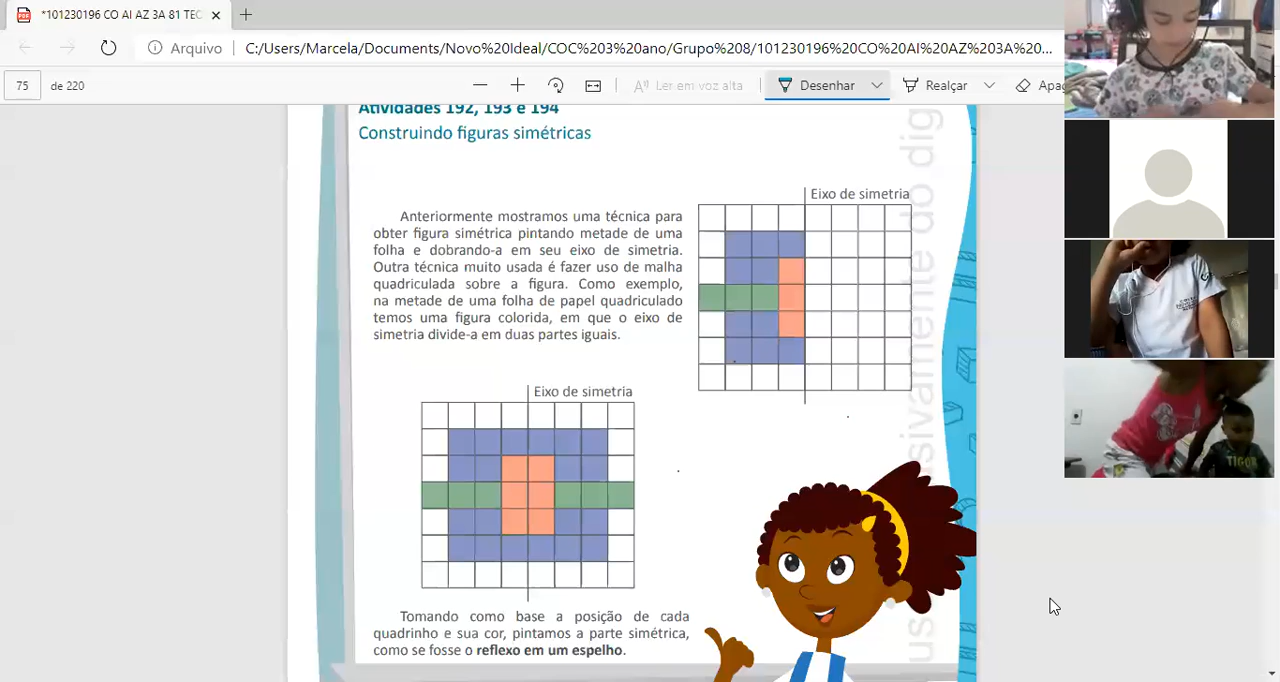 *101230196 CO AI AZ 3A 81 TEC
Arquivo
C:/Users/Marcela/Documents/Novo%20Ideal/COC%203%20ano/Grupo%208/101230196%20CO%20AI%20AZ%203A%20...
75
de 220
Ler em voz alta
Desenhar
Realçar
Apag
Atividades 192, 193 e 194
Construindo figuras simétricas
Anteriormente mostramos uma técnica para
obter figura simétrica pintando metade de uma
folha e dobrando-a em seu eixo de simetria.
Outra técnica muito usada é fazer uso de malha
quadriculada sobre a figura. Como exemplo,
na metade de uma folha de papel quadriculado
temos uma figura colorida, em que o eixo de
simetria divide-a em duas partes iguais.
Eixo de simetria
Eixo de simetria
Tomando como base a posição de cada
quadrinho e sua cor, pintamos a parte simétrica,
como se fosse o reflexo em um espelho.
usivamente do dig
TIGOR